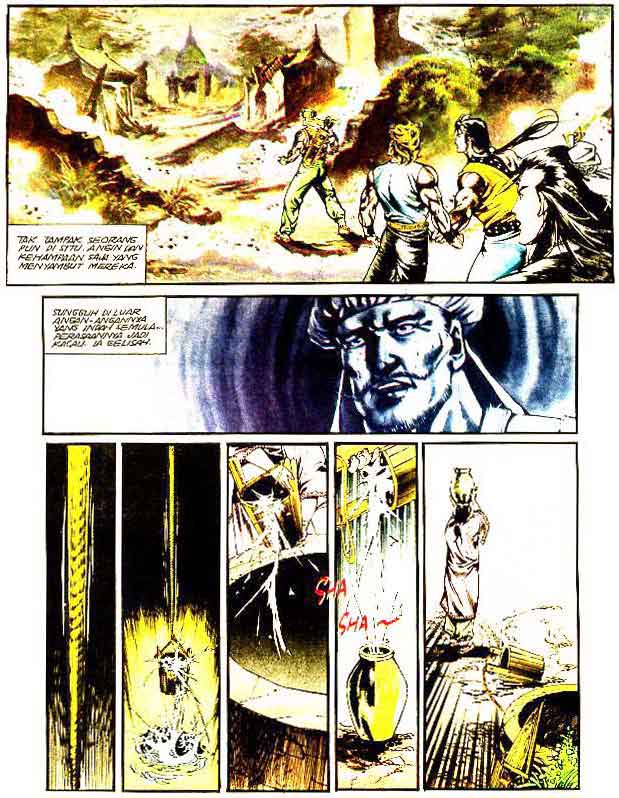 TAK TAMPAK SEORANG
PUN DI SITU. ANGIN DAN
KEHAMPAAN SAJA YANG
MENYAMBUT MEREKA.
SUNGGUH DI LUAR
ANGAN-ANGANNYA
YANG INDAH SEMULA...
PERASAANNYA JADI
KACAU. IA GELISAH.
SHA
SHA~